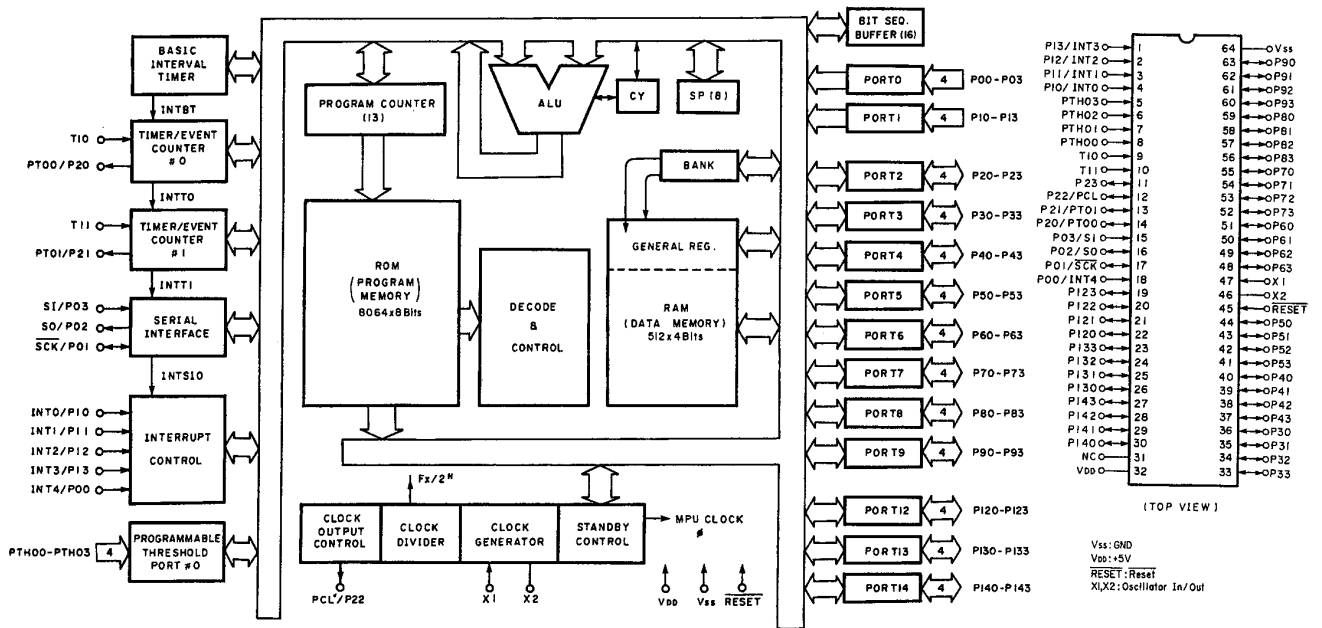 BASIC
INTERVAL
TIMER
INTBT
TI0
TIMER/EVENT
COUNTER
#0
PT00/P20
INTT0
TI1
TIMER/EVENT
COUNTER
#1
PT01/P21
INTT1
SI/P03
SO/P02
SCK/P01
SERIAL
INTERFACE
INTSIO
INT0/P10
INT1/P11
INT2/P12
INT3/P13
INT4/P00
INTERRUPT
CONTROL
PTH00-PTH03
4
PROGRAMMABLE
THRESHOLD
PORT #0
PROGRAM COUNTER
(13)
ALU
CY
SP (8)
BANK
ROM
(PROGRAM
MEMORY)
8064x8Bits
DECODE
&
CONTROL
GENERAL REG.
RAM
(DATA MEMORY)
512x4Bits
Fx/2ᴺ
CLOCK
OUTPUT
CONTROL
CLOCK
DIVIDER
CLOCK
GENERATOR
STANDBY
CONTROL
MPU CLOCK
ø
PCL/P22
X1
X2
VDD
Vss
RESET
BIT SEQ.
BUFFER (16)
PORT0 4 P00-P03
PORT1 4 P10-P13
PORT2 4 P20-P23
PORT3 4 P30-P33
PORT4 4 P40-P43
PORT5 4 P50-P53
PORT6 4 P60-P63
PORT7 4 P70-P73
PORT8 4 P80-P83
PORT9 4 P90-P93
PORT12 4 P120-P123
PORT13 4 P130-P133
PORT14 4 P140-P143
P13/INT3 1 64 Vss
P12/INT2 2 63 P90
P11/INT1 3 62 P91
P10/INT0 4 61 P92
PTH03 5 60 P93
PTH02 6 59 P80
PTH01 7 58 P81
PTH00 8 57 P82
TI0 9 56 P83
TI1 10 55 P70
P23 11 54 P71
P22/PCL 12 53 P72
P21/PT01 13 52 P73
P20/PT00 14 51 P60
P03/SI 15 50 P61
P02/SO 16 49 P62
P01/SCK 17 48 P63
P00/INT4 18 47 X1
P123 19 46 X2
P122 20 45 RESET
P121 21 44 P50
P120 22 43 P51
P133 23 42 P52
P132 24 41 P53
P131 25 40 P40
P130 26 39 P41
P143 27 38 P42
P142 28 37 P43
P141 29 36 P30
P140 30 35 P31
NC 31 34 P32
VDD 32 33 P33
(TOP VIEW)
Vss: GND
VDD: +5V
RESET: Reset
X1,X2: Oscillator In/Out